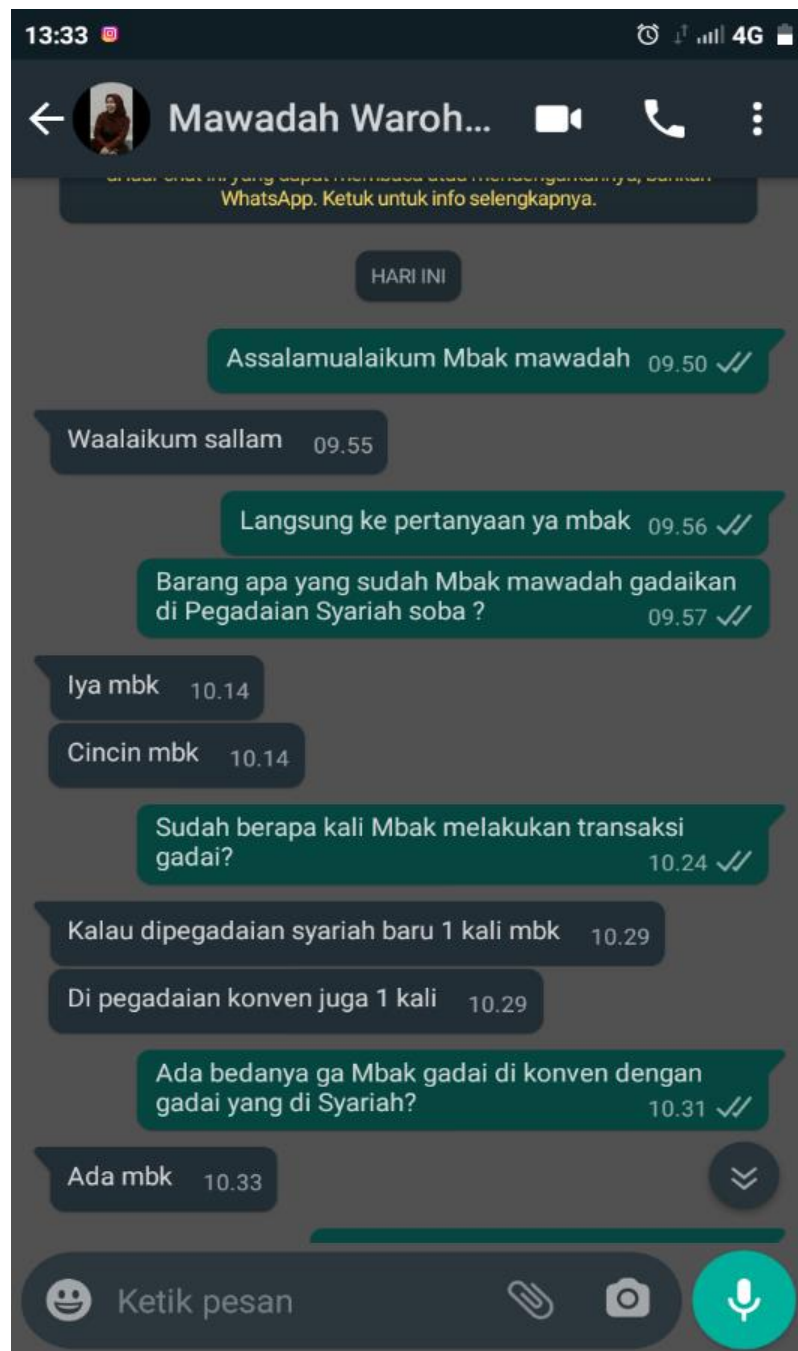 13:33
4G
Mawadah Waroh...
WhatsApp. Ketuk untuk info selengkapnya.
HARI INI
Assalamualaikum Mbak mawadah 09.50
Waalaikum sallam 09.55
Langsung ke pertanyaan ya mbak 09.56
Barang apa yang sudah Mbak mawadah gadaikan
di Pegadaian Syariah soba ? 09.57
Iya mbk 10.14
Cincin mbk 10.14
Sudah berapa kali Mbak melakukan transaksi
gadai? 10.24
Kalau dipegadaian syariah baru 1 kali mbk 10.29
Di pegadaian konven juga 1 kali 10.29
Ada bedanya ga Mbak gadai di konven dengan
gadai yang di Syariah? 10.31
Ada mbk 10.33
Ketik pesan